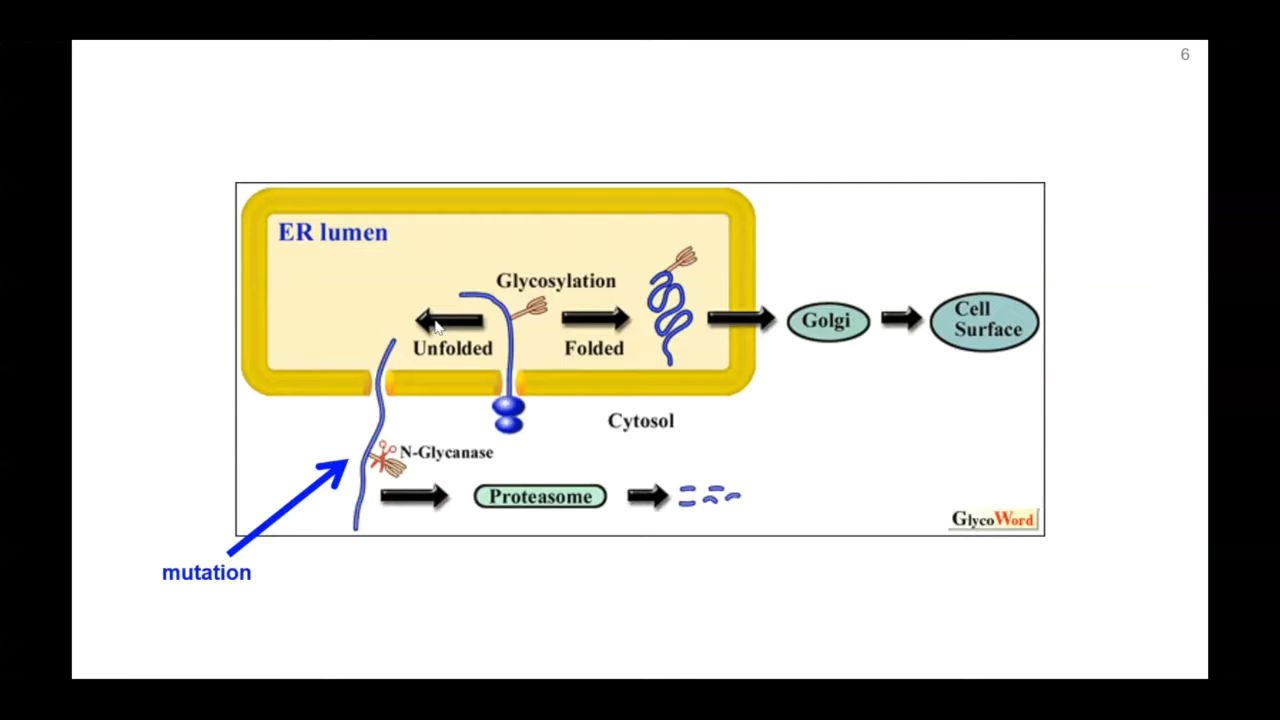 6
ER lumen
Glycosylation
Unfolded
Folded
Golgi
Cell
Surface
Cytosol
N-Glycanase
Proteasome
GlycoWord
mutation